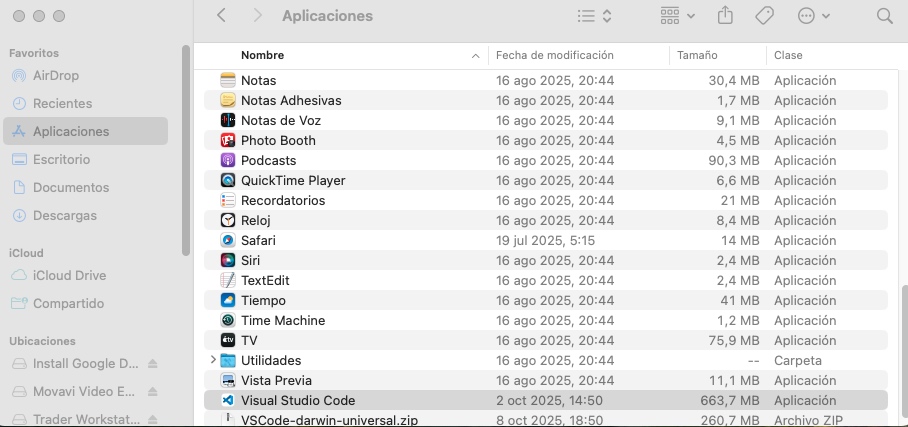 Aplicaciones
Favoritos
AirDrop
Recientes
Aplicaciones
Escritorio
Documentos
Descargas
iCloud
iCloud Drive
Compartido
Ubicaciones
Install Google D...
Movavi Video E...
Trader Workstat...
Nombre Fecha de modificación Tamaño Clase
Notas 16 ago 2025, 20:44 30,4 MB Aplicación
Notas Adhesivas 16 ago 2025, 20:44 1,7 MB Aplicación
Notas de Voz 16 ago 2025, 20:44 9,1 MB Aplicación
Photo Booth 16 ago 2025, 20:44 4,5 MB Aplicación
Podcasts 16 ago 2025, 20:44 90,3 MB Aplicación
QuickTime Player 16 ago 2025, 20:44 6,6 MB Aplicación
Recordatorios 16 ago 2025, 20:44 21 MB Aplicación
Reloj 16 ago 2025, 20:44 8,4 MB Aplicación
Safari 19 jul 2025, 5:15 14 MB Aplicación
Siri 16 ago 2025, 20:44 2,4 MB Aplicación
TextEdit 16 ago 2025, 20:44 2,4 MB Aplicación
Tiempo 16 ago 2025, 20:44 41 MB Aplicación
Time Machine 16 ago 2025, 20:44 1,2 MB Aplicación
TV 16 ago 2025, 20:44 75,9 MB Aplicación
Utilidades 16 ago 2025, 20:44 -- Carpeta
Vista Previa 16 ago 2025, 20:44 11,1 MB Aplicación
Visual Studio Code 2 oct 2025, 14:50 663,7 MB Aplicación
VSCode-darwin-universal.zip 8 oct 2025, 18:50 260,7 MB Archivo ZIP